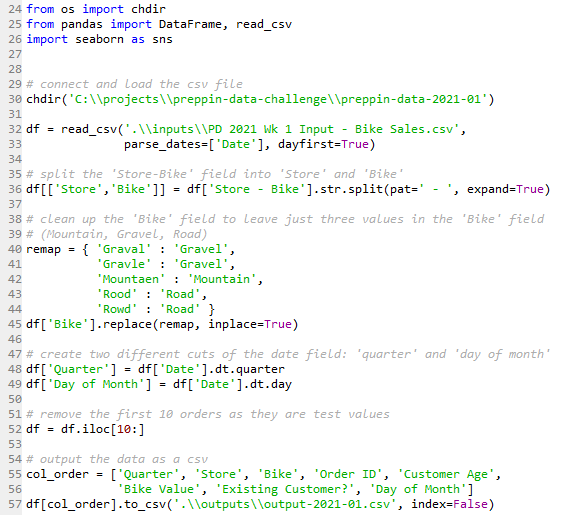 24 from os import chdir
25 from pandas import DataFrame, read_csv
26 import seaborn as sns
27
28
29 # connect and load the csv file
30 chdir('C:\\projects\\preppin-data-challenge\\preppin-data-2021-01')
31
32 df = read_csv('.\\inputs\\PD 2021 Wk 1 Input - Bike Sales.csv',
33               parse_dates=['Date'], dayfirst=True)
34
35 # split the 'Store-Bike' field into 'Store' and 'Bike'
36 df[['Store','Bike']] = df['Store - Bike'].str.split(pat=' - ', expand=True)
37
38 # clean up the 'Bike' field to leave just three values in the 'Bike' field
39 # (Mountain, Gravel, Road)
40 remap = { 'Graval' : 'Gravel',
41           'Gravle' : 'Gravel',
42           'Mountaen' : 'Mountain',
43           'Rood' : 'Road',
44           'Rowd' : 'Road' }
45 df['Bike'].replace(remap, inplace=True)
46
47 # create two different cuts of the date field: 'quarter' and 'day of month'
48 df['Quarter'] = df['Date'].dt.quarter
49 df['Day of Month'] = df['Date'].dt.day
50
51 # remove the first 10 orders as they are test values
52 df = df.iloc[10:]
53
54 # output the data as a csv
55 col_order = ['Quarter', 'Store', 'Bike', 'Order ID', 'Customer Age',
56              'Bike Value', 'Existing Customer?', 'Day of Month']
57 df[col_order].to_csv('.\\outputs\\output-2021-01.csv', index=False)